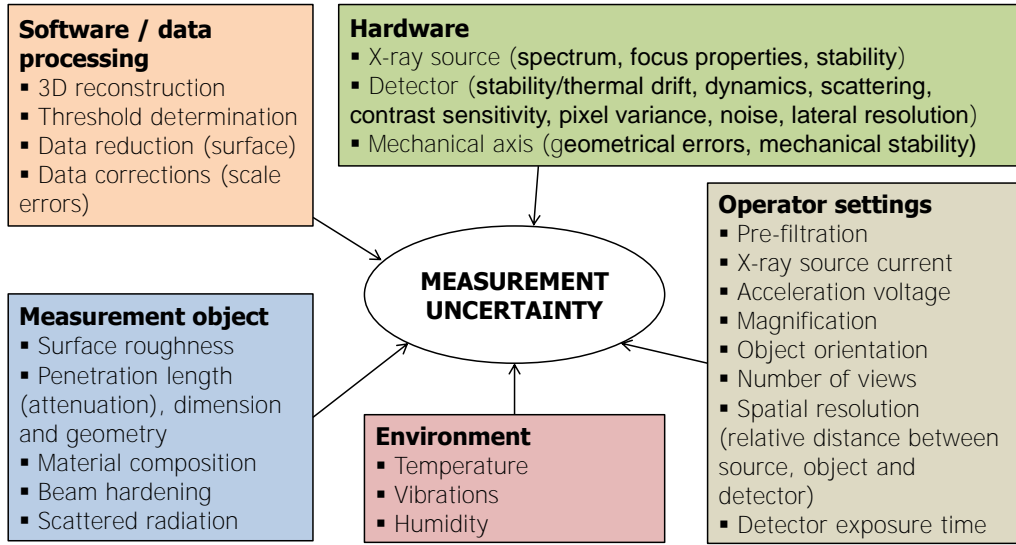 Software / data
processing
▪ 3D reconstruction
▪ Threshold determination
▪ Data reduction (surface)
▪ Data corrections (scale
errors)
Hardware
▪ X-ray source (spectrum, focus properties, stability)
▪ Detector (stability/thermal drift, dynamics, scattering,
contrast sensitivity, pixel variance, noise, lateral resolution)
▪ Mechanical axis (geometrical errors, mechanical stability)
MEASUREMENT
UNCERTAINTY
Operator settings
▪ Pre-filtration
▪ X-ray source current
▪ Acceleration voltage
▪ Magnification
▪ Object orientation
▪ Number of views
▪ Spatial resolution
(relative distance between
source, object and
detector)
▪ Detector exposure time
Measurement object
▪ Surface roughness
▪ Penetration length
(attenuation), dimension
and geometry
▪ Material composition
▪ Beam hardening
▪ Scattered radiation
Environment
▪ Temperature
▪ Vibrations
▪ Humidity